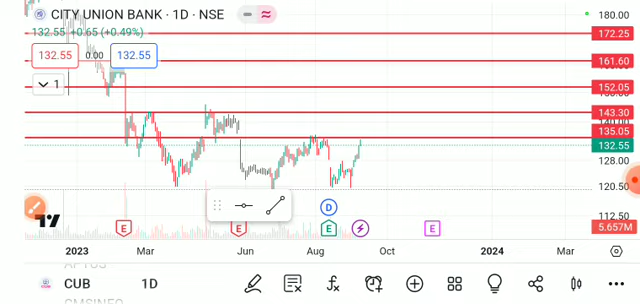 CITY UNION BANK · 1D · NSE
180.00
132.55 +0.65 (+0.49%)
172.25
132.55 0.00 132.55
161.60
1
152.05
143.30
135.05
132.55
128.00
120.50
D
112.50
E E E E
5.657M
2023 Mar Jun Aug Oct 2024 Mar
CUB 1D